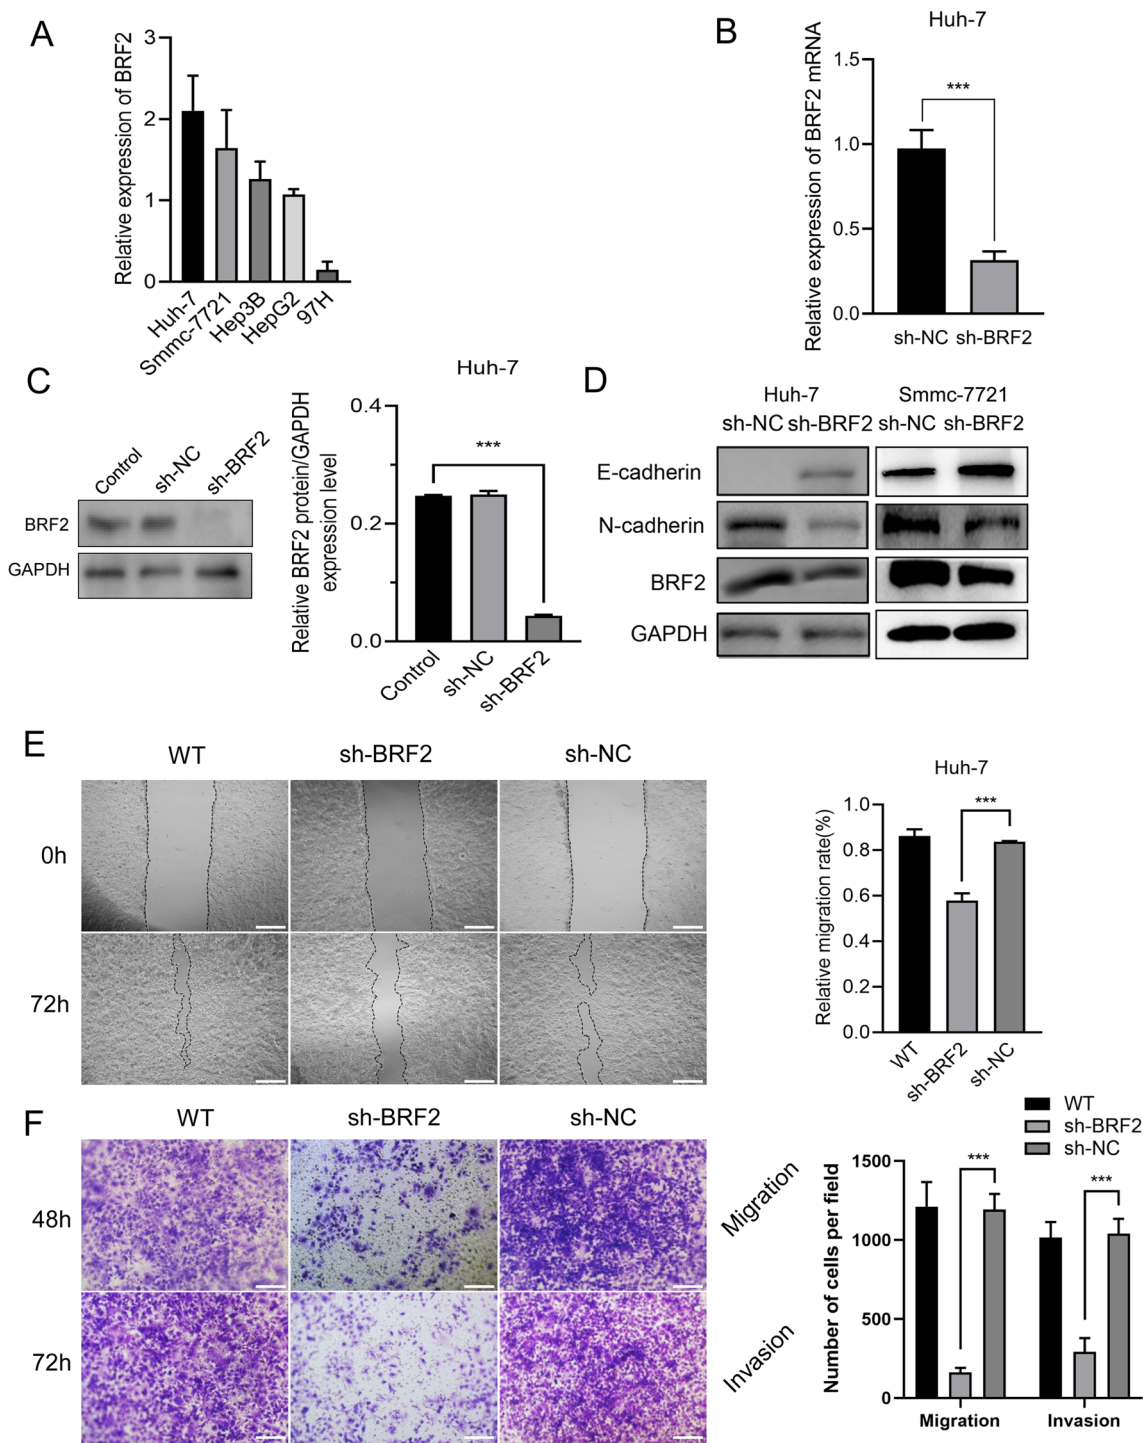 A
Relative expression of BRF2
3
2
1
0
Huh-7
Smmc-7721
Hep3B
HepG2
97H
B
Huh-7
Relative expression of BRF2 mRNA
1.5
1.0
0.5
0.0
***
sh-NC sh-BRF2
C
Control
sh-NC
sh-BRF2
BRF2
GAPDH
Huh-7
Relative BRF2 protein/GAPDH
expression level
0.4
0.2
0.0
***
Control
sh-NC
sh-BRF2
D
Huh-7 Smmc-7721
sh-NC sh-BRF2 sh-NC sh-BRF2
E-cadherin
N-cadherin
BRF2
GAPDH
E
WT sh-BRF2 sh-NC
0h
72h
Huh-7
Relative migration rate(%)
1.0
0.8
0.6
0.4
0.2
0.0
***
WT
sh-BRF2
sh-NC
F
WT sh-BRF2 sh-NC
48h
72h
Migration
Invasion
WT
sh-BRF2
sh-NC
Number of cells per field
1500
1000
500
0
***
***
Migration Invasion